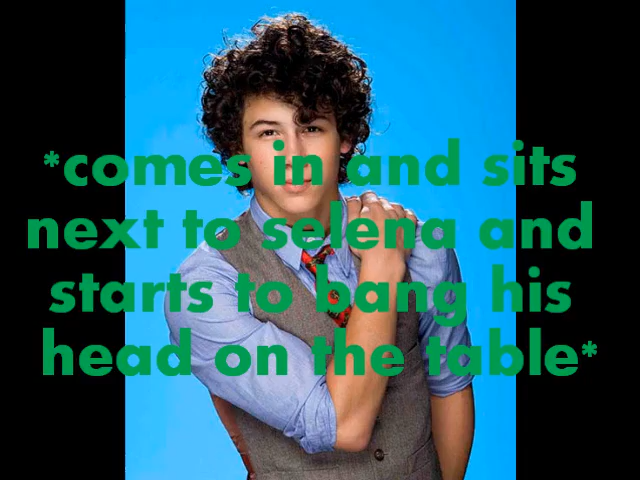 *comes in and sits
next to selena and
starts to bang his
head on the table*